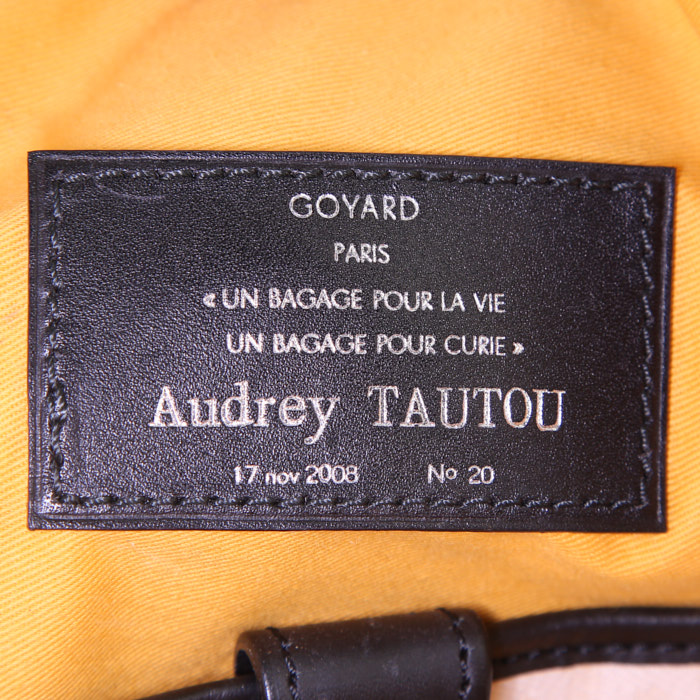 GOYARD
PARIS
« UN BAGAGE POUR LA VIE
UN BAGAGE POUR CURIE »
Audrey TAUTOU
17 nov 2008 No 20